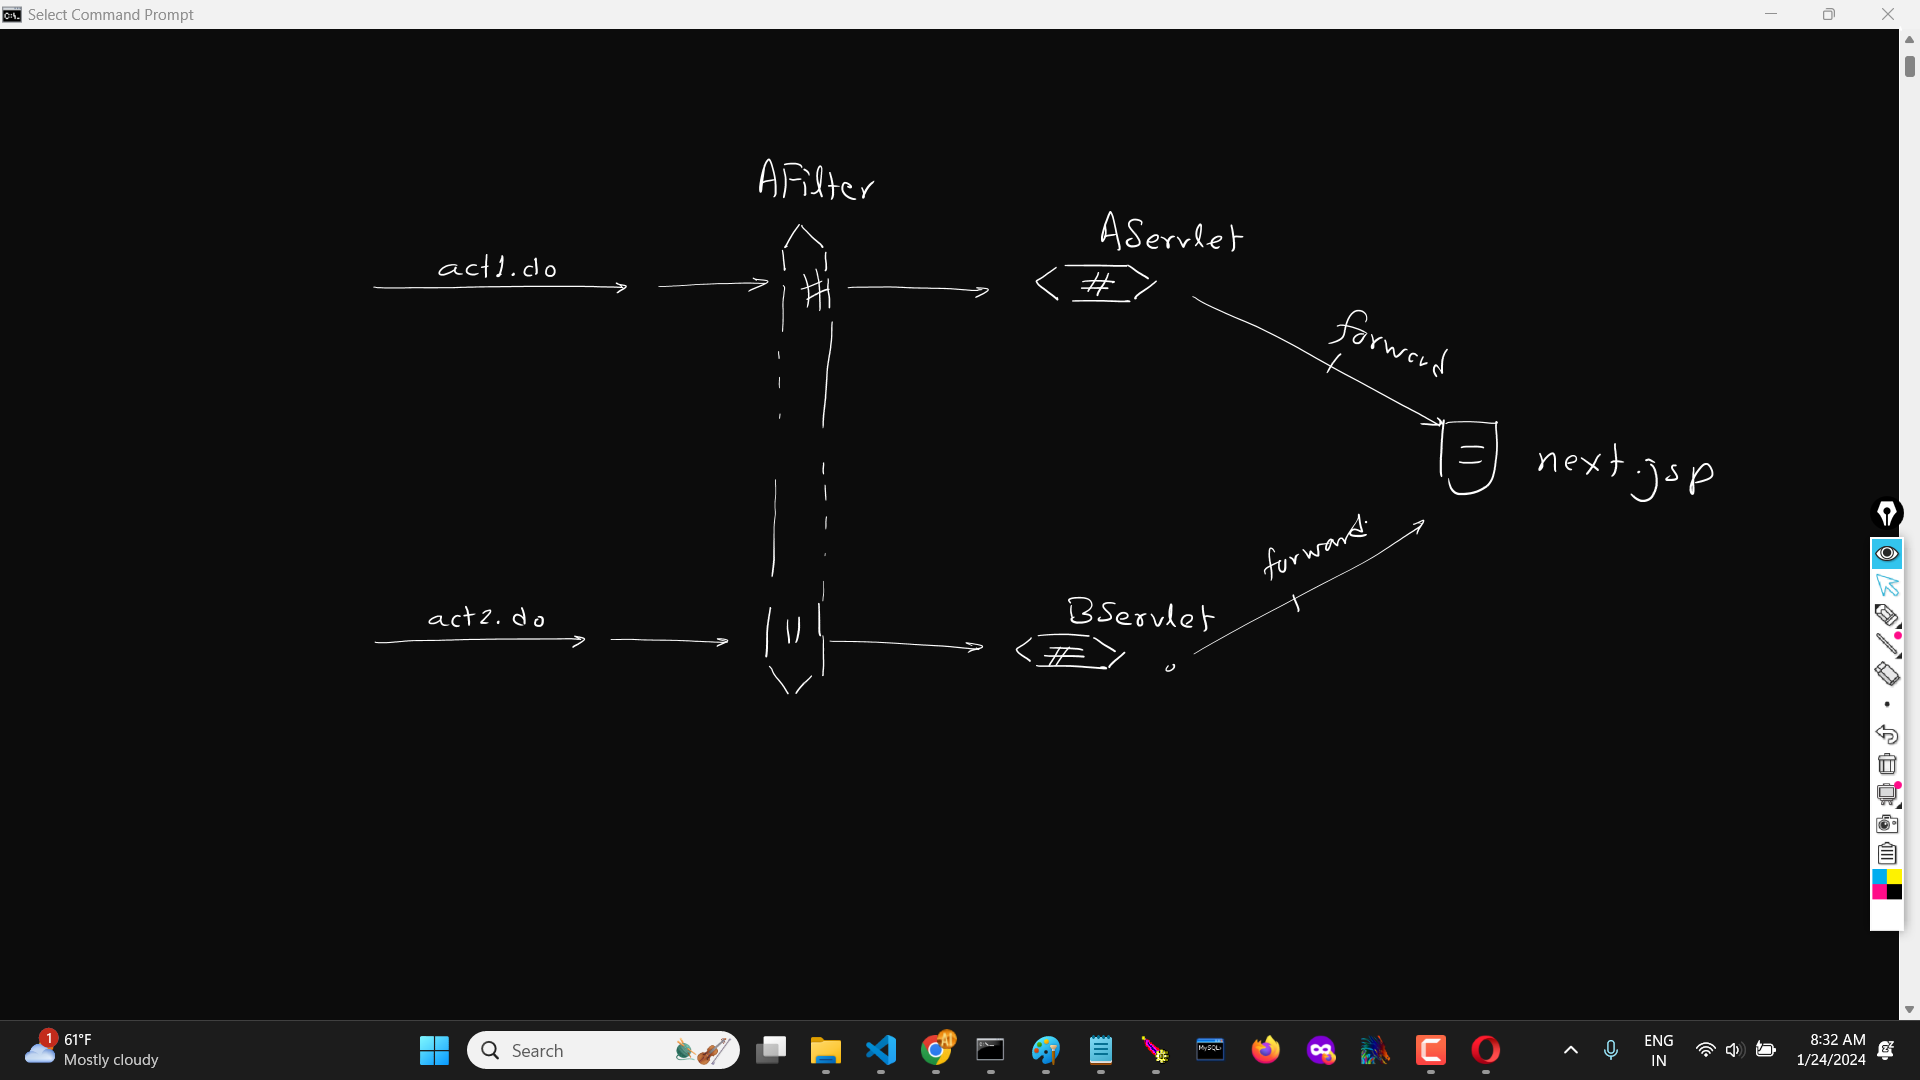 Select Command Prompt
AFilter
AServlet
act1.do
forward
next.jsp
forward
BServlet
act2.do
1
61°F
Mostly cloudy
Search
MySQL
ENG
IN
8:32 AM
1/24/2024